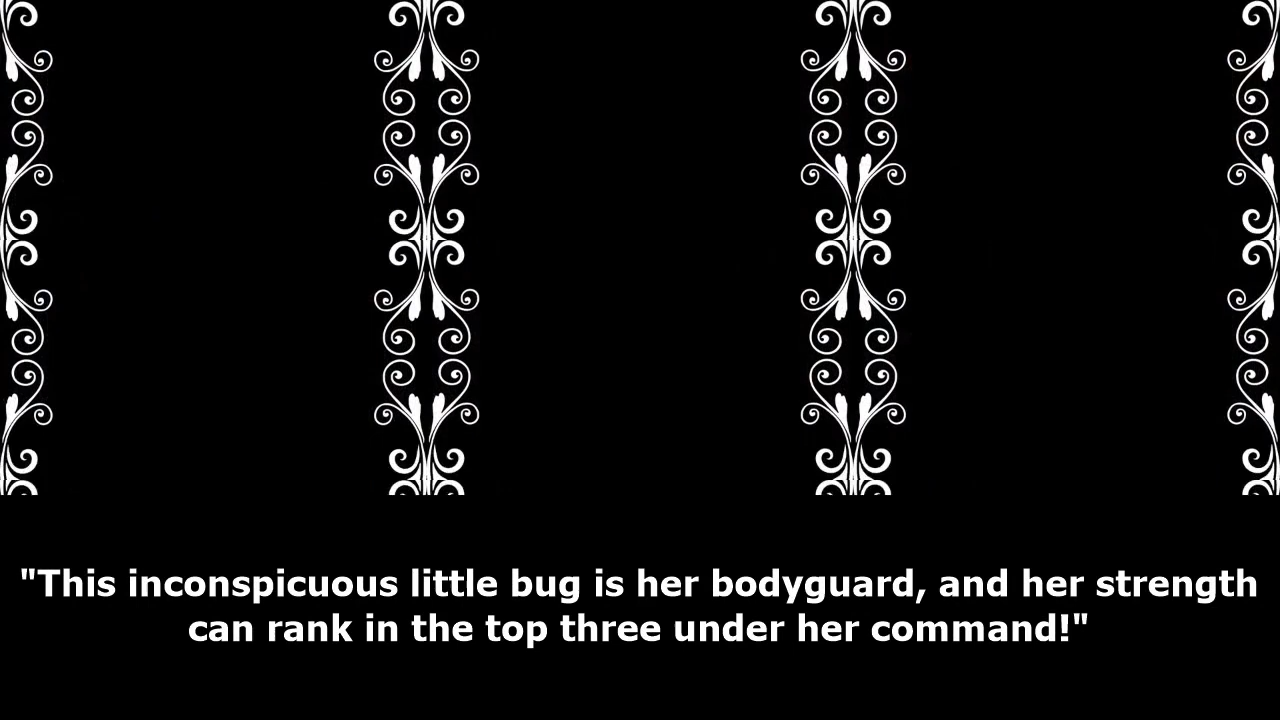 "This inconspicuous little bug is her bodyguard, and her strength
can rank in the top three under her command!"